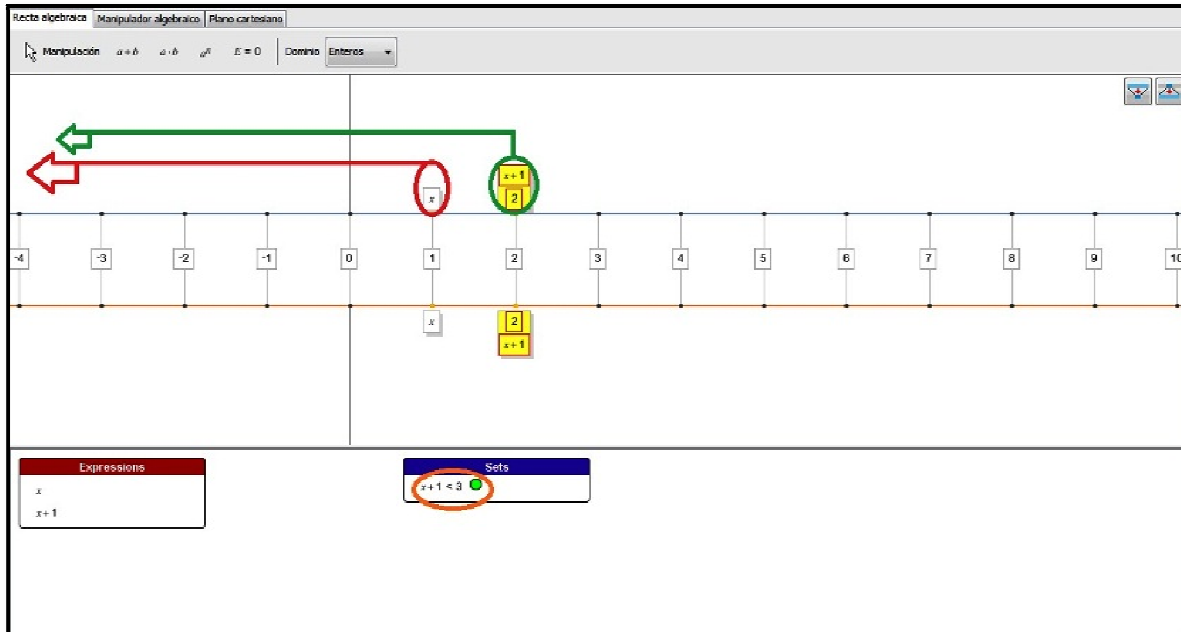 Recta algebraica Manipulador algebraico Plano cartesiano
Manipulación a+b a·b aⁿ E = 0 Dominio Enteros
x+1
x 2
-4 -3 -2 -1 0 1 2 3 4 5 6 7 8 9 10
x 2
x+1
Expressions
x
x+1
Sets
x+1 < 3